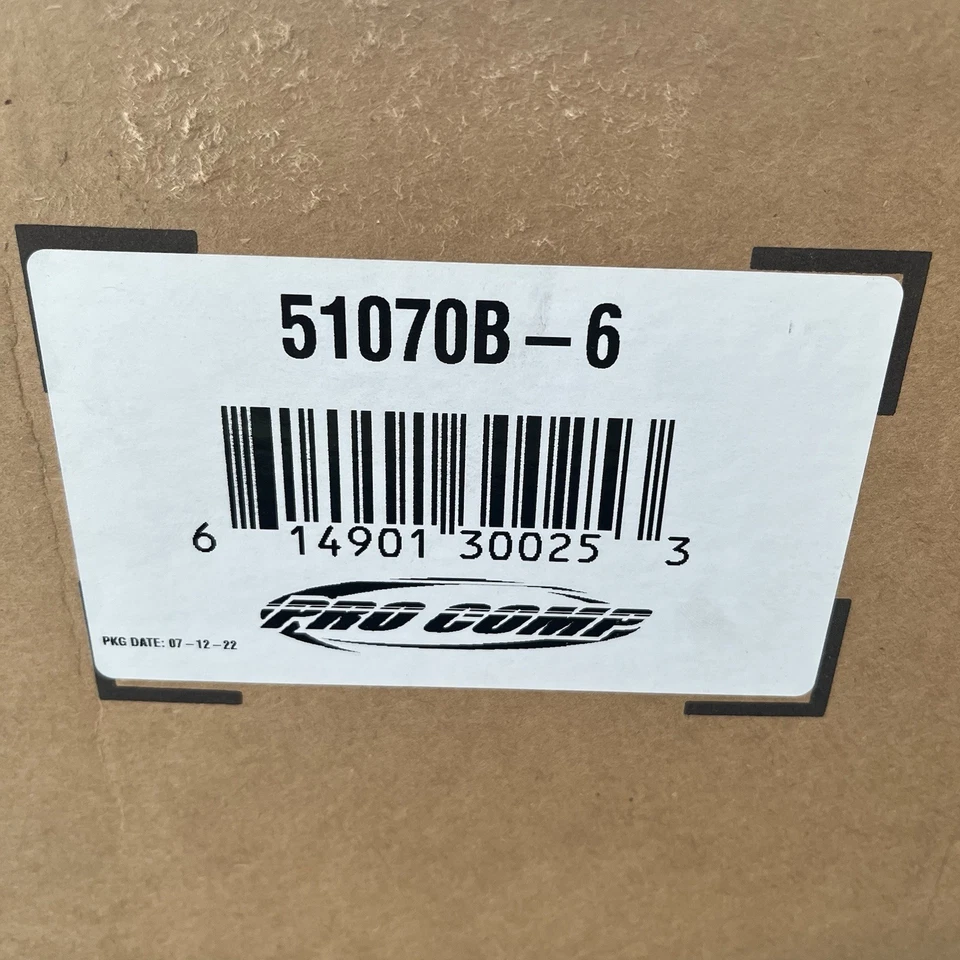 51070B-6
6 14901 30025 3
PRO COMP
PKG DATE: 07-12-22